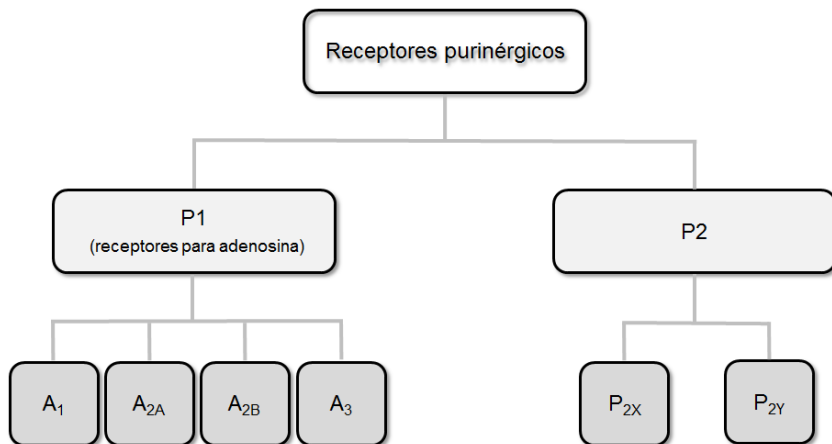 Receptores purinérgicos
P1
(receptores para adenosina)
P2
A₁
A₂A
A₂B
A₃
P₂X
P₂Y